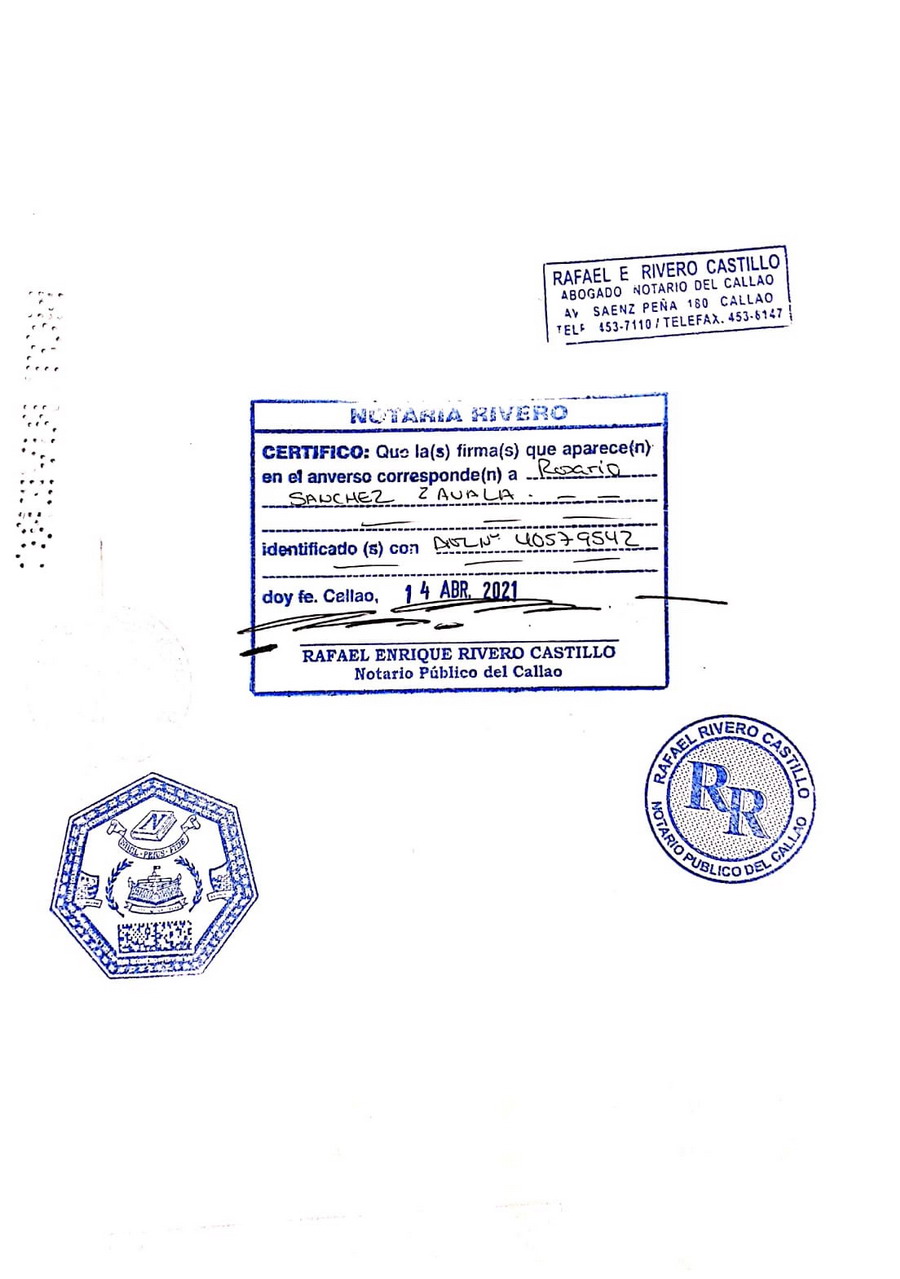 RAFAEL E RIVERO CASTILLO
ABOGADO NOTARIO DEL CALLAO
AV SAENZ PEÑA 180 CALLAO
TELF 453-7110 / TELEFAX. 453-6147
NOTARIA RIVERO
CERTIFICO: Que la(s) firma(s) que aparece(n)
en el anverso corresponde(n) a Rosario
SANCHEZ ZAVALA. - -
identificado (s) con DNI Nº 40579542
doy fe. Callao, 14 ABR. 2021
RAFAEL ENRIQUE RIVERO CASTILLO
Notario Público del Callao
RAFAEL RIVERO CASTILLO
RR
NOTARIO PUBLICO DEL CALLAO
N